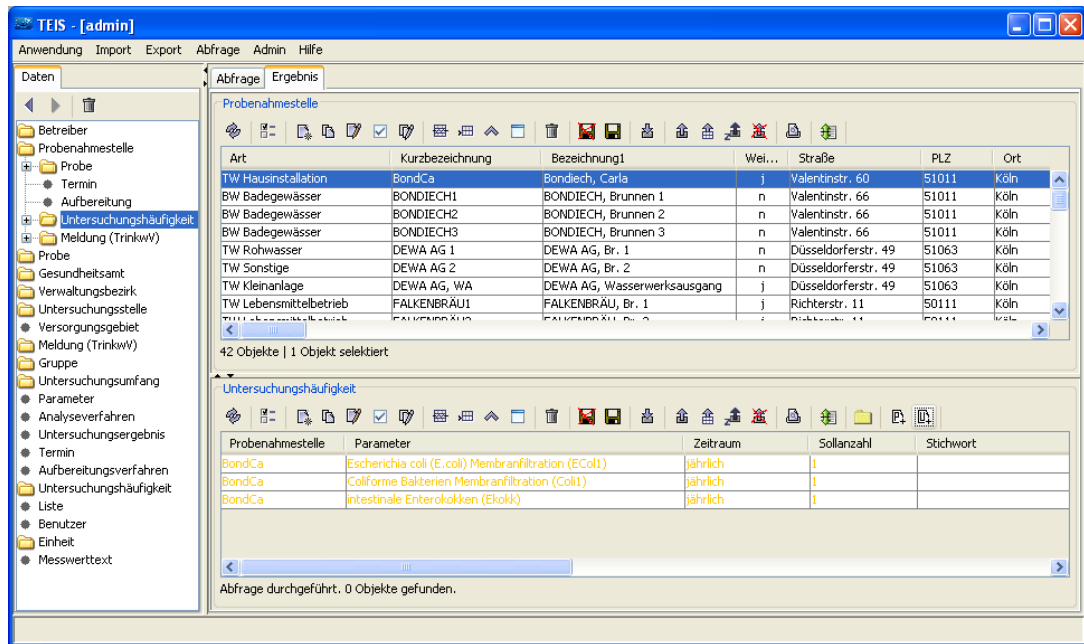 TEIS - [admin]
Anwendung Import Export Abfrage Admin Hilfe
Daten
Betreiber
Probenahmestelle
Probe
Termin
Aufbereitung
Untersuchungshäufigkeit
Meldung (TrinkwV)
Probe
Gesundheitsamt
Verwaltungsbezirk
Untersuchungsstelle
Versorgungsgebiet
Meldung (TrinkwV)
Gruppe
Untersuchungsumfang
Parameter
Analyseverfahren
Untersuchungsergebnis
Termin
Aufbereitungsverfahren
Untersuchungshäufigkeit
Liste
Benutzer
Einheit
Messwerttext
Abfrage Ergebnis
Probenahmestelle
Art Kurzbezeichnung Bezeichnung1 Wei... Straße PLZ Ort
TW Hausinstallation BondCa Bondiech, Carla j Valentinstr. 60 51011 Köln
BW Badegewässer BONDIECH1 BONDIECH, Brunnen 1 n Valentinstr. 66 51011 Köln
BW Badegewässer BONDIECH2 BONDIECH, Brunnen 2 n Valentinstr. 66 51011 Köln
BW Badegewässer BONDIECH3 BONDIECH, Brunnen 3 n Valentinstr. 66 51011 Köln
TW Rohwasser DEWA AG 1 DEWA AG, Br. 1 n Düsseldorferstr. 49 51063 Köln
TW Sonstige DEWA AG 2 DEWA AG, Br. 2 n Düsseldorferstr. 49 51063 Köln
TW Kleinanlage DEWA AG, WA DEWA AG, Wasserwerksausgang j Düsseldorferstr. 49 51063 Köln
TW Lebensmittelbetrieb FALKENBRÄU1 FALKENBRÄU, Br. 1 j Richterstr. 11 50111 Köln
42 Objekte | 1 Objekt selektiert
Untersuchungshäufigkeit
Probenahmestelle Parameter Zeitraum Sollanzahl Stichwort
BondCa Escherichia coli (E.coli) Membranfiltration (ECol1) jährlich 1
BondCa Coliforme Bakterien Membranfiltration (Coli1) jährlich 1
BondCa intestinale Enterokokken (Ekokk) jährlich 1
Abfrage durchgeführt. 0 Objekte gefunden.